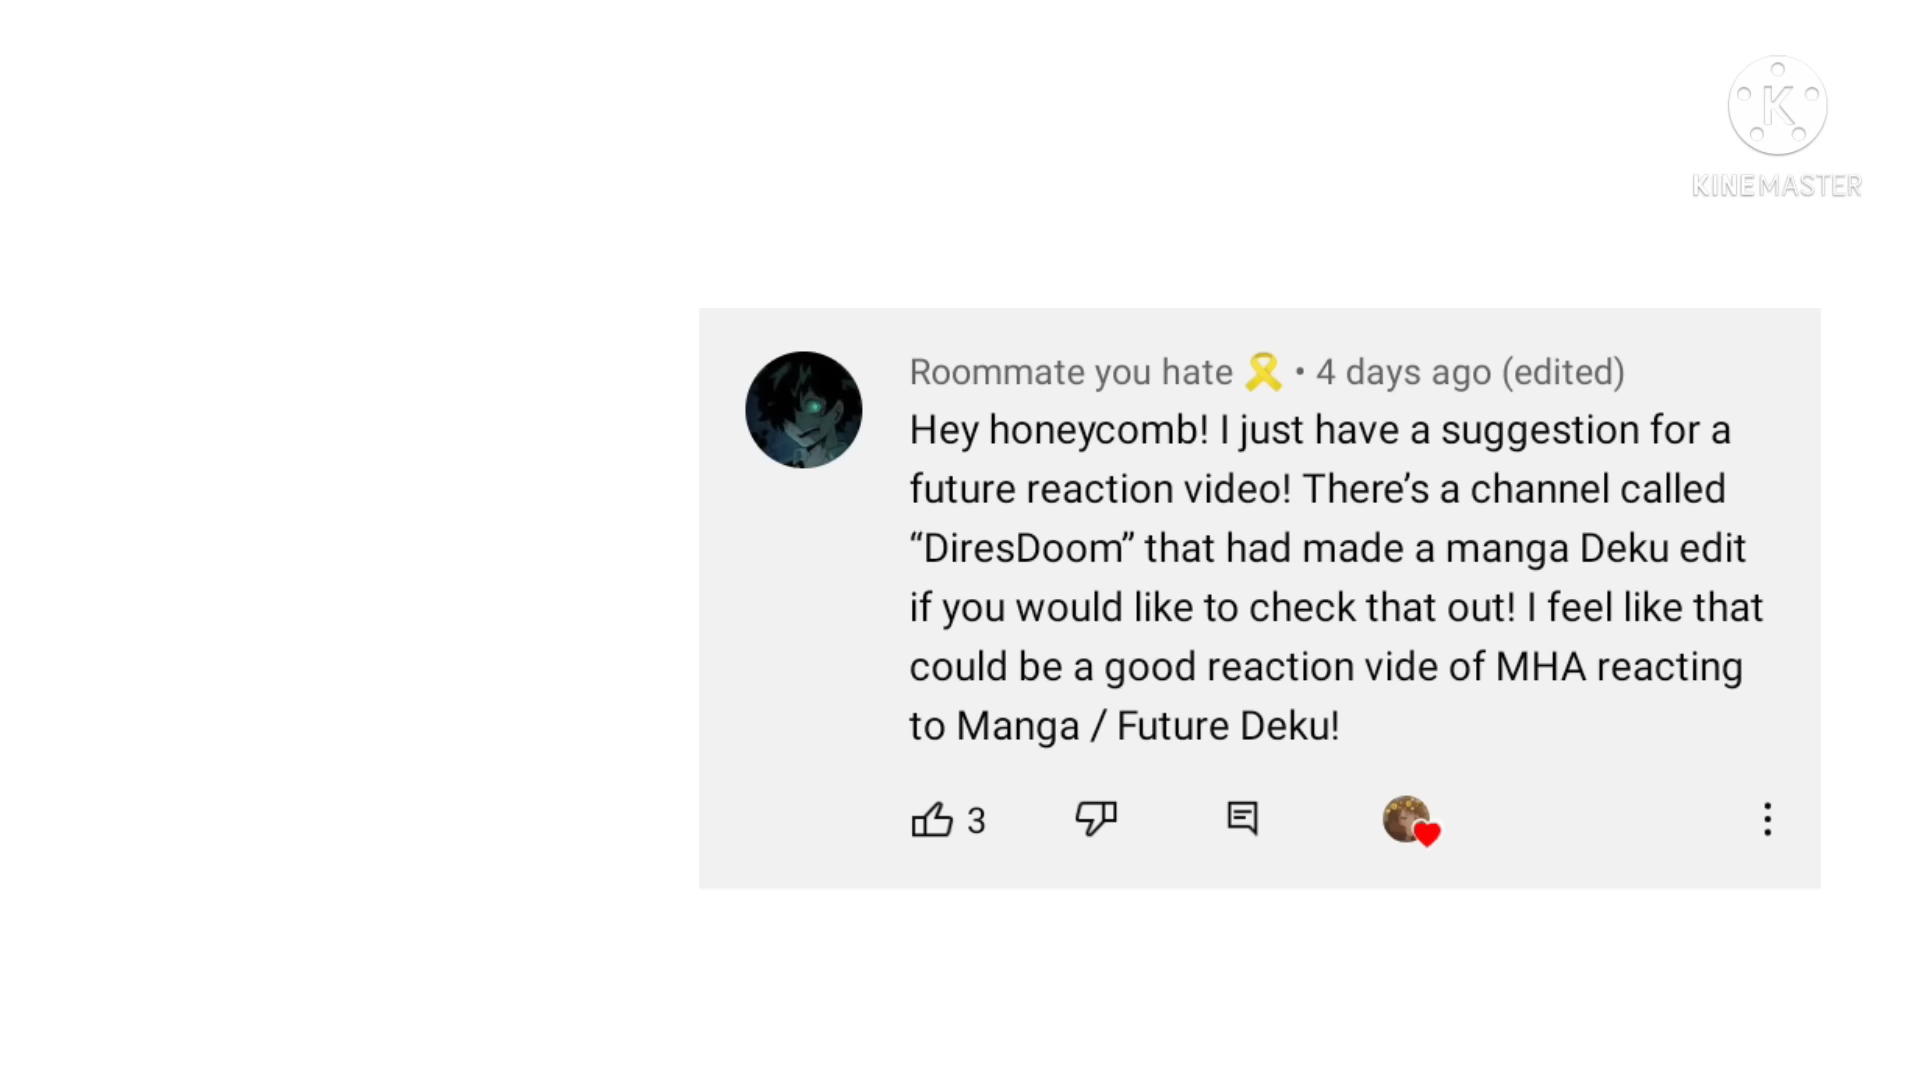 K
KINEMASTER
Roommate you hate 🎗 • 4 days ago (edited)
Hey honeycomb! I just have a suggestion for a
future reaction video! There’s a channel called
“DiresDoom” that had made a manga Deku edit
if you would like to check that out! I feel like that
could be a good reaction vide of MHA reacting
to Manga / Future Deku!
3